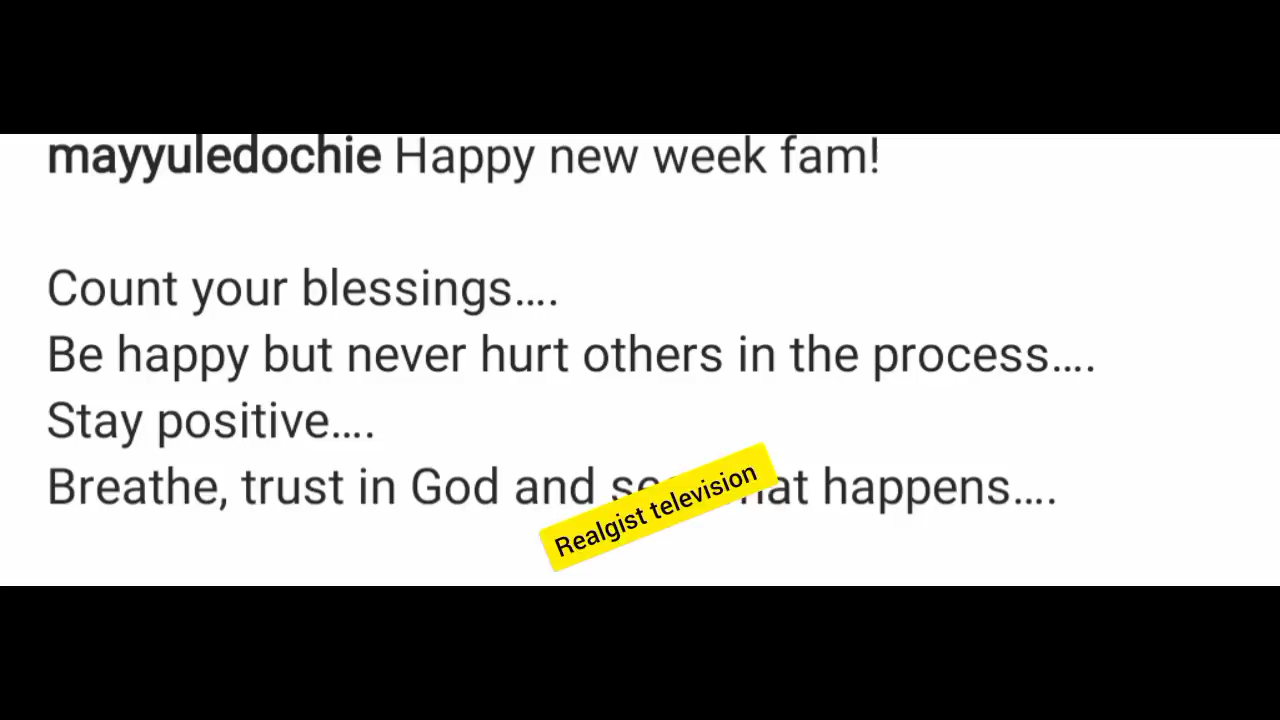 mayyuledochie Happy new week fam!
Count your blessings....
Be happy but never hurt others in the process....
Stay positive....
Breathe, trust in God and happens....
Realgist television